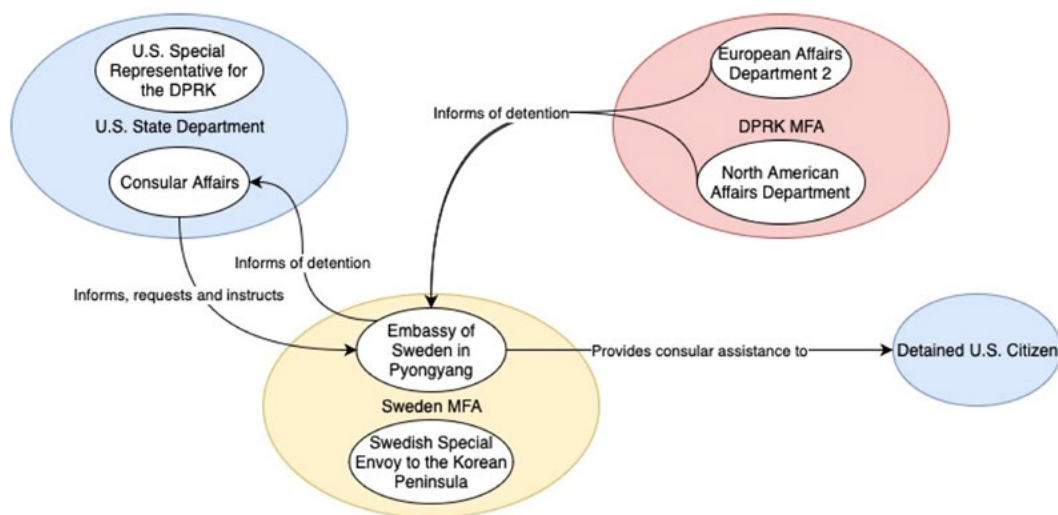 U.S. Special
Representative for
the DPRK
U.S. State Department
Consular Affairs
European Affairs
Department 2
DPRK MFA
North American
Affairs Department
Informs of detention
Informs of detention
Informs, requests and instructs
Embassy of
Sweden in
Pyongyang
Sweden MFA
Swedish Special
Envoy to the Korean
Peninsula
Provides consular assistance to
Detained U.S. Citizen